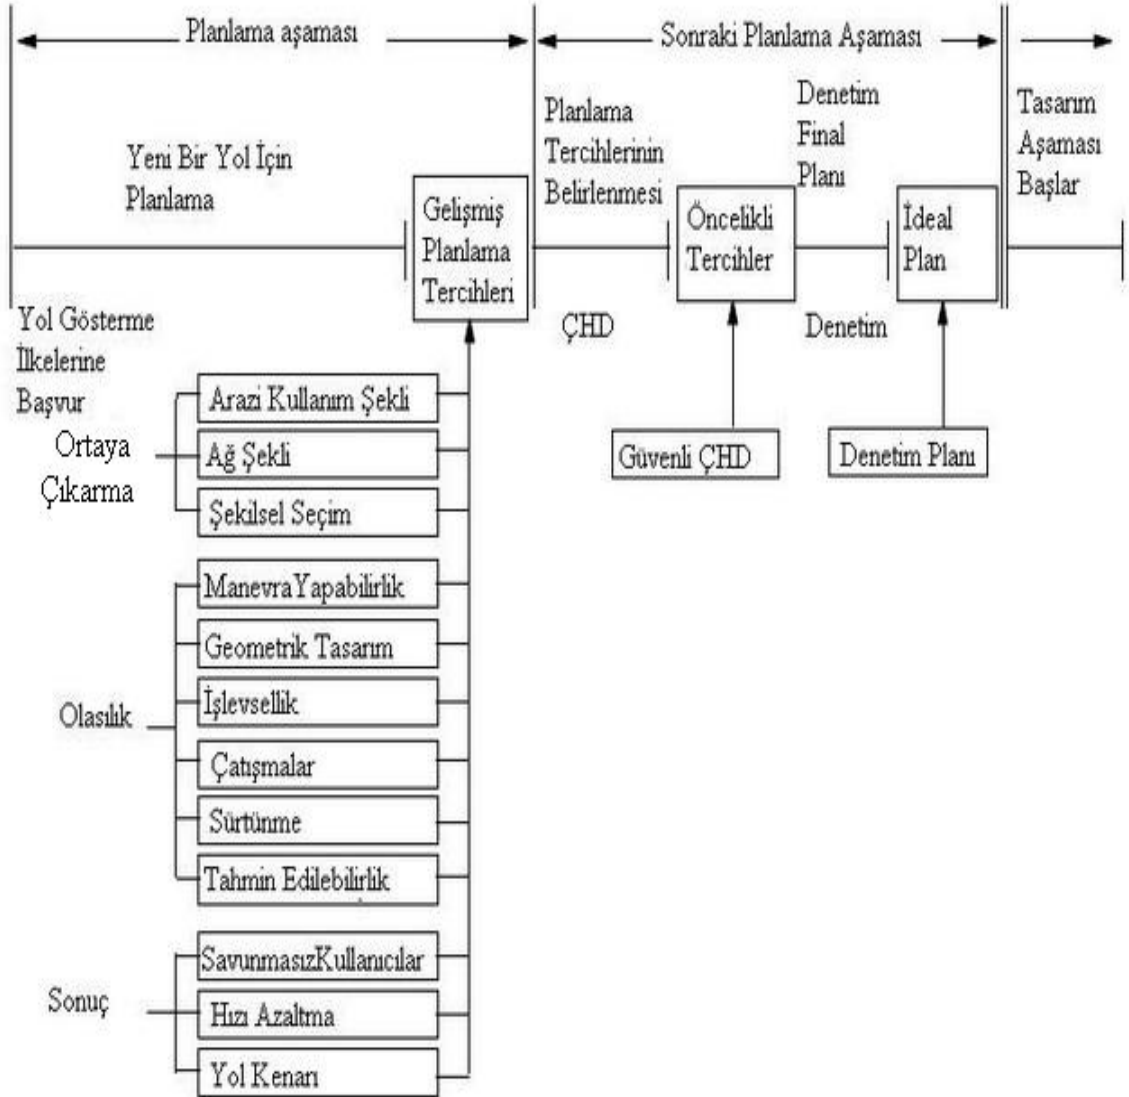 Planlama aşaması
Sonraki Planlama Aşaması
Yeni Bir Yol İçin
Planlama
Gelişmiş
Planlama
Tercihleri
Planlama
Tercihlerinin
Belirlenmesi
Öncelikli
Tercihler
Denetim
Final
Planı
İdeal
Plan
Tasarım
Aşaması
Başlar
Yol Gösterme
İlkelerine
Başvur
ÇHD
Denetim
Güvenli ÇHD
Denetim Planı
Ortaya
Çıkarma
Arazi Kullanım Şekli
Ağ Şekli
Şekilsel Seçim
Olasılık
Manevra Yapabilirlik
Geometrik Tasarım
İşlevsellik
Çatışmalar
Sürtünme
Tahmin Edilebilirlik
Sonuç
Savunmasız Kullanıcılar
Hızı Azaltma
Yol Kenarı